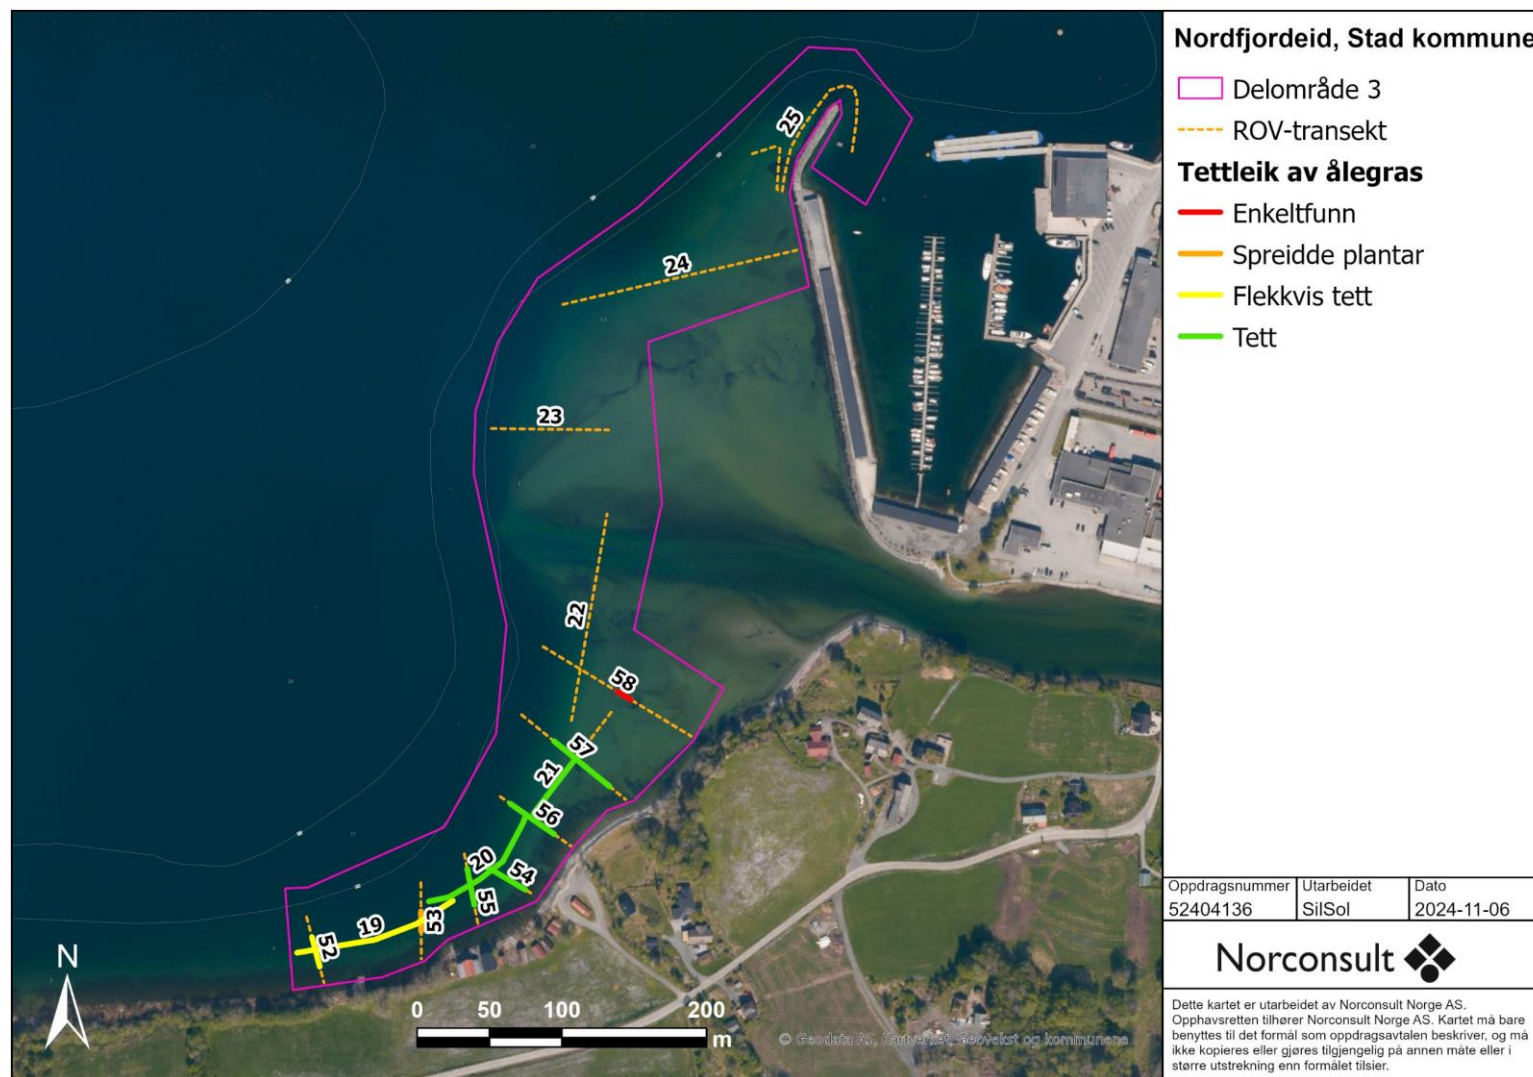 Nordfjordeid, Stad kommune
Delområde 3
ROV-transekt
Tettleik av ålegras
Enkeltfunn
Spreidde plantar
Flekkvis tett
Tett
25
24
23
22
58
57
21
56
20
54
55
53
19
52
N
0 50 100 200
m
© Geodata AS, Kartverket, Geovekst og kommunene
Oppdragsnummer Utarbeidet Dato
52404136 SilSol 2024-11-06
Norconsult
Dette kartet er utarbeidet av Norconsult Norge AS.
Opphavsretten tilhører Norconsult Norge AS. Kartet må bare
benyttes til det formål som oppdragsavtalen beskriver, og må
ikke kopieres eller gjøres tilgjengelig på annen måte eller i
større utstrekning enn formålet tilsier.